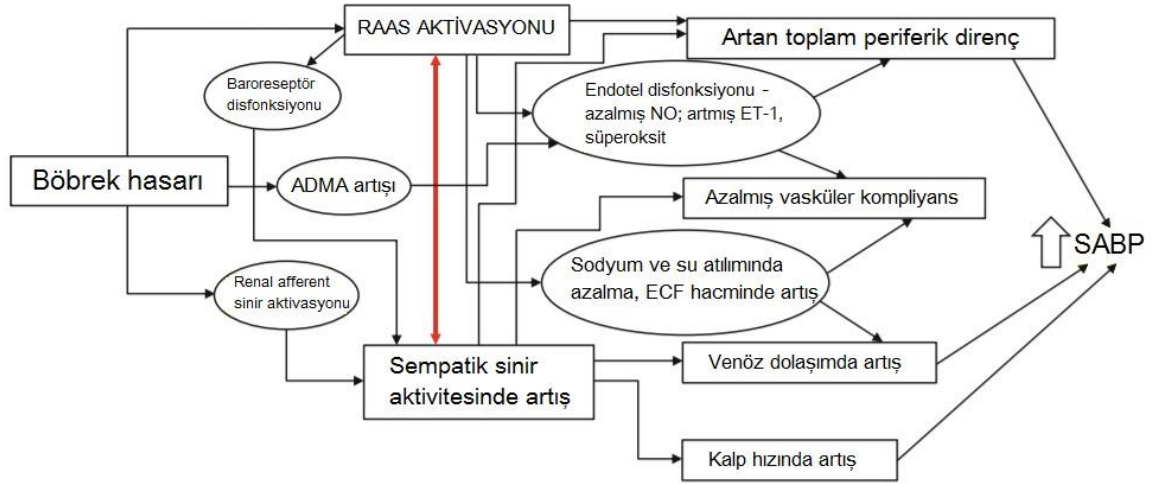 RAAS AKTİVASYONU
Artan toplam periferik direnç
Baroreseptör
disfonksiyonu
Endotel disfonksiyonu -
azalmış NO; artmış ET-1,
süperoksit
Böbrek hasarı
ADMA artışı
Azalmış vasküler kompliyans
SABP
Renal afferent
sinir aktivasyonu
Sodyum ve su atılımında
azalma, ECF hacminde artış
Sempatik sinir
aktivitesinde artış
Venöz dolaşımda artış
Kalp hızında artış